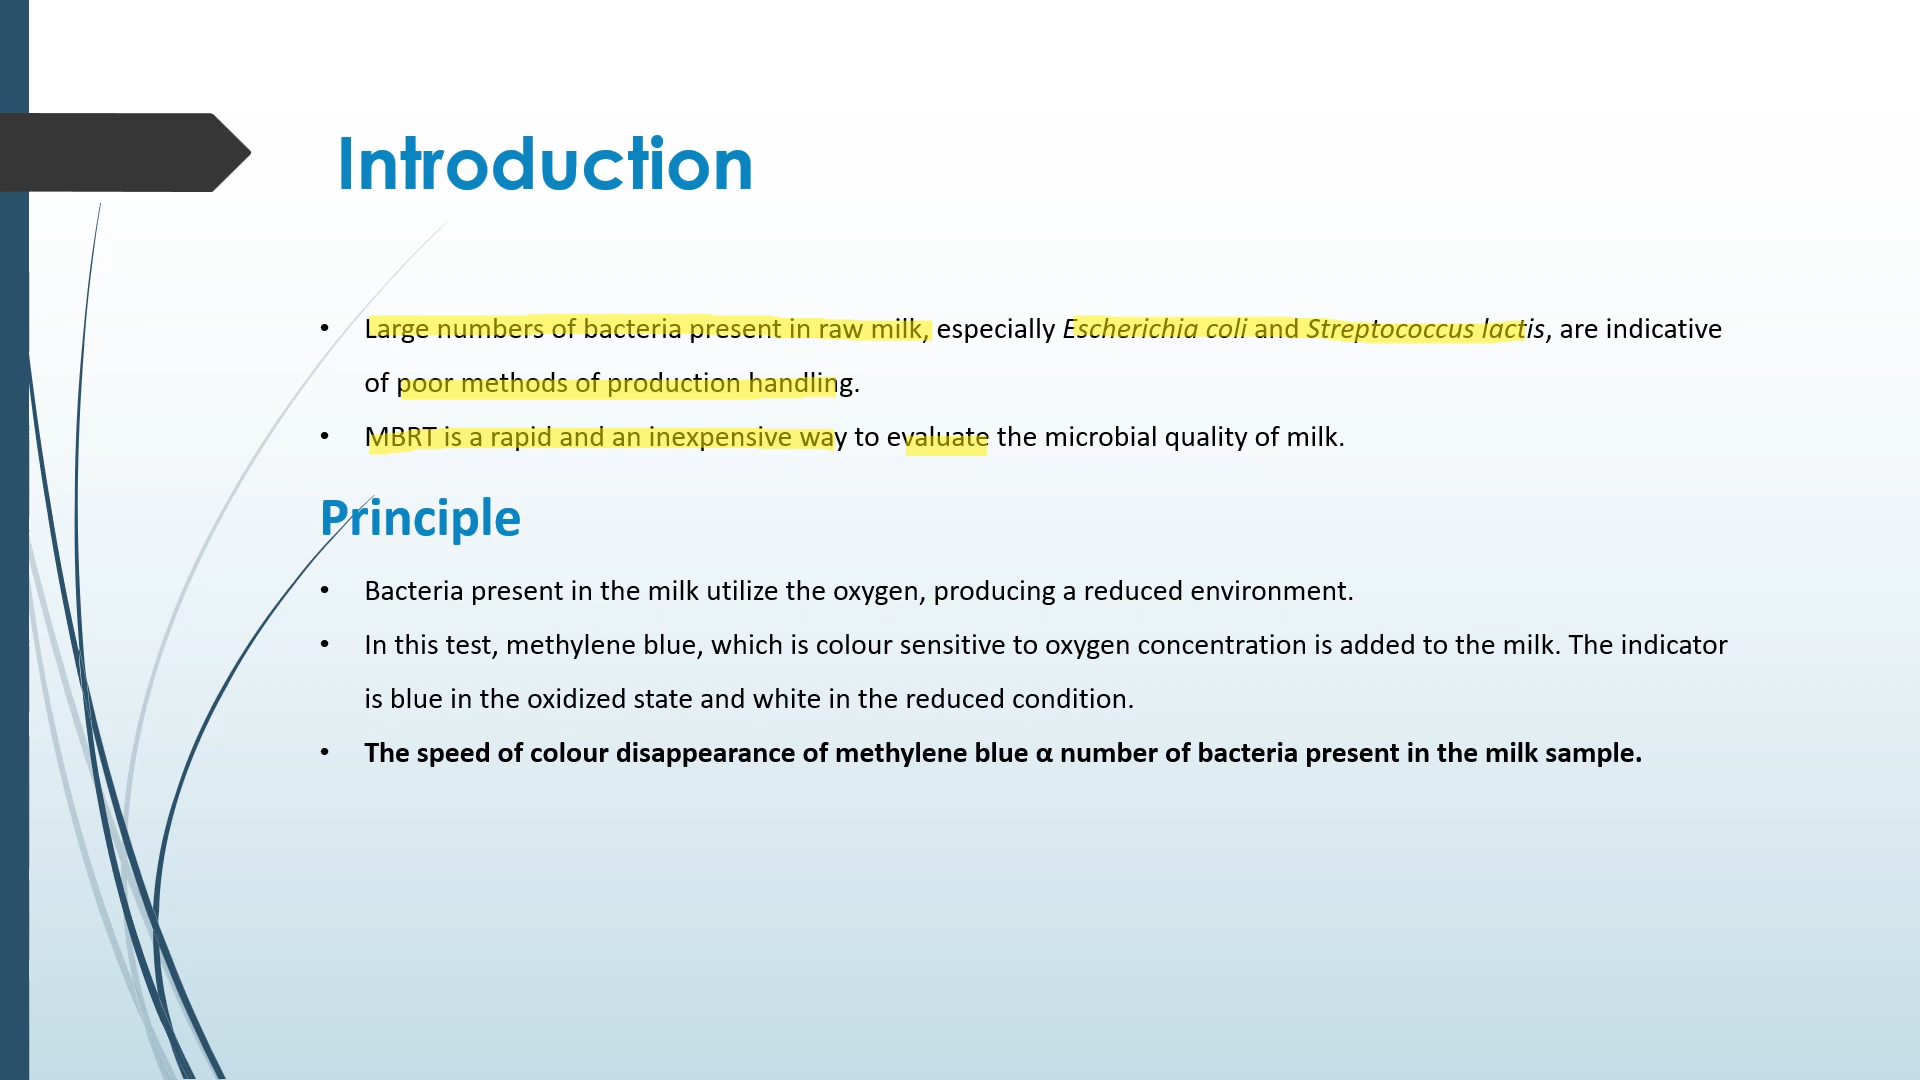 Introduction
• Large numbers of bacteria present in raw milk, especially Escherichia coli and Streptococcus lactis, are indicative
of poor methods of production handling.
• MBRT is a rapid and an inexpensive way to evaluate the microbial quality of milk.
Principle
• Bacteria present in the milk utilize the oxygen, producing a reduced environment.
• In this test, methylene blue, which is colour sensitive to oxygen concentration is added to the milk. The indicator
is blue in the oxidized state and white in the reduced condition.
• The speed of colour disappearance of methylene blue α number of bacteria present in the milk sample.